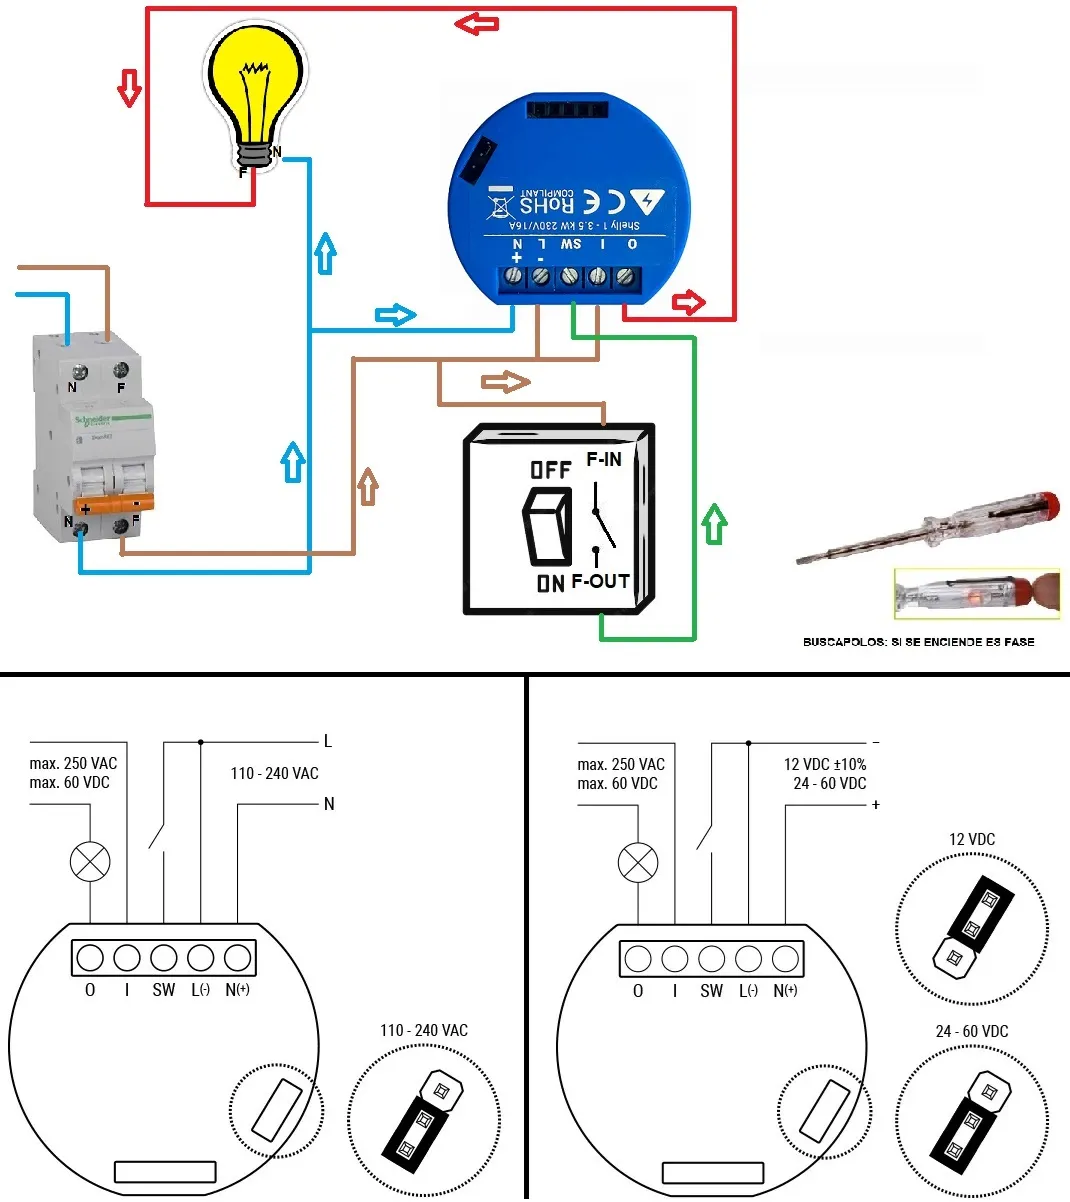 N
F
COMPILANT
RoHS
CE
Shelly 1 - 3.5 kW 230V/16A
N L SW I O
+ -
N F
Schneider
Electric
+ -
N F
OFF
F-IN
ON
F-OUT
BUSCAPOLOS: SI SE ENCIENDE ES FASE
L
max. 250 VAC
max. 60 VDC
110 - 240 VAC
N
O I SW L(-) N(+)
110 - 240 VAC
−
max. 250 VAC
max. 60 VDC
12 VDC ±10%
24 - 60 VDC
+
12 VDC
O I SW L(-) N(+)
24 - 60 VDC